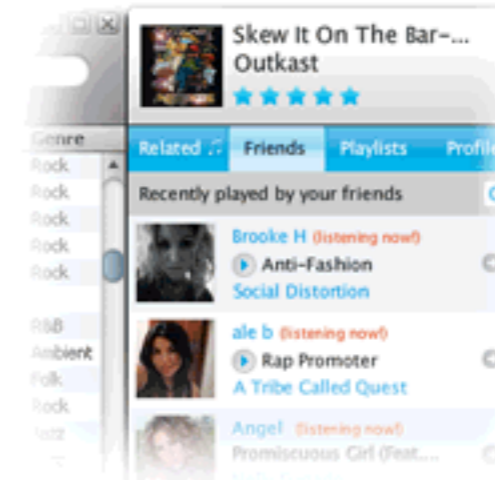 Skew It On The Bar-...
Outkast
Related Friends Playlists Profile
Recently played by your friends
Brooke H (listening now!)
Anti-Fashion
Social Distortion
ale b (listening now!)
Rap Promoter
A Tribe Called Quest
Angel (listening now!)
Promiscuous Girl (Feat....
Genre
Rock
Rock
Rock
Rock
Rock
R&B
Ambient
Folk
Rock
Jazz